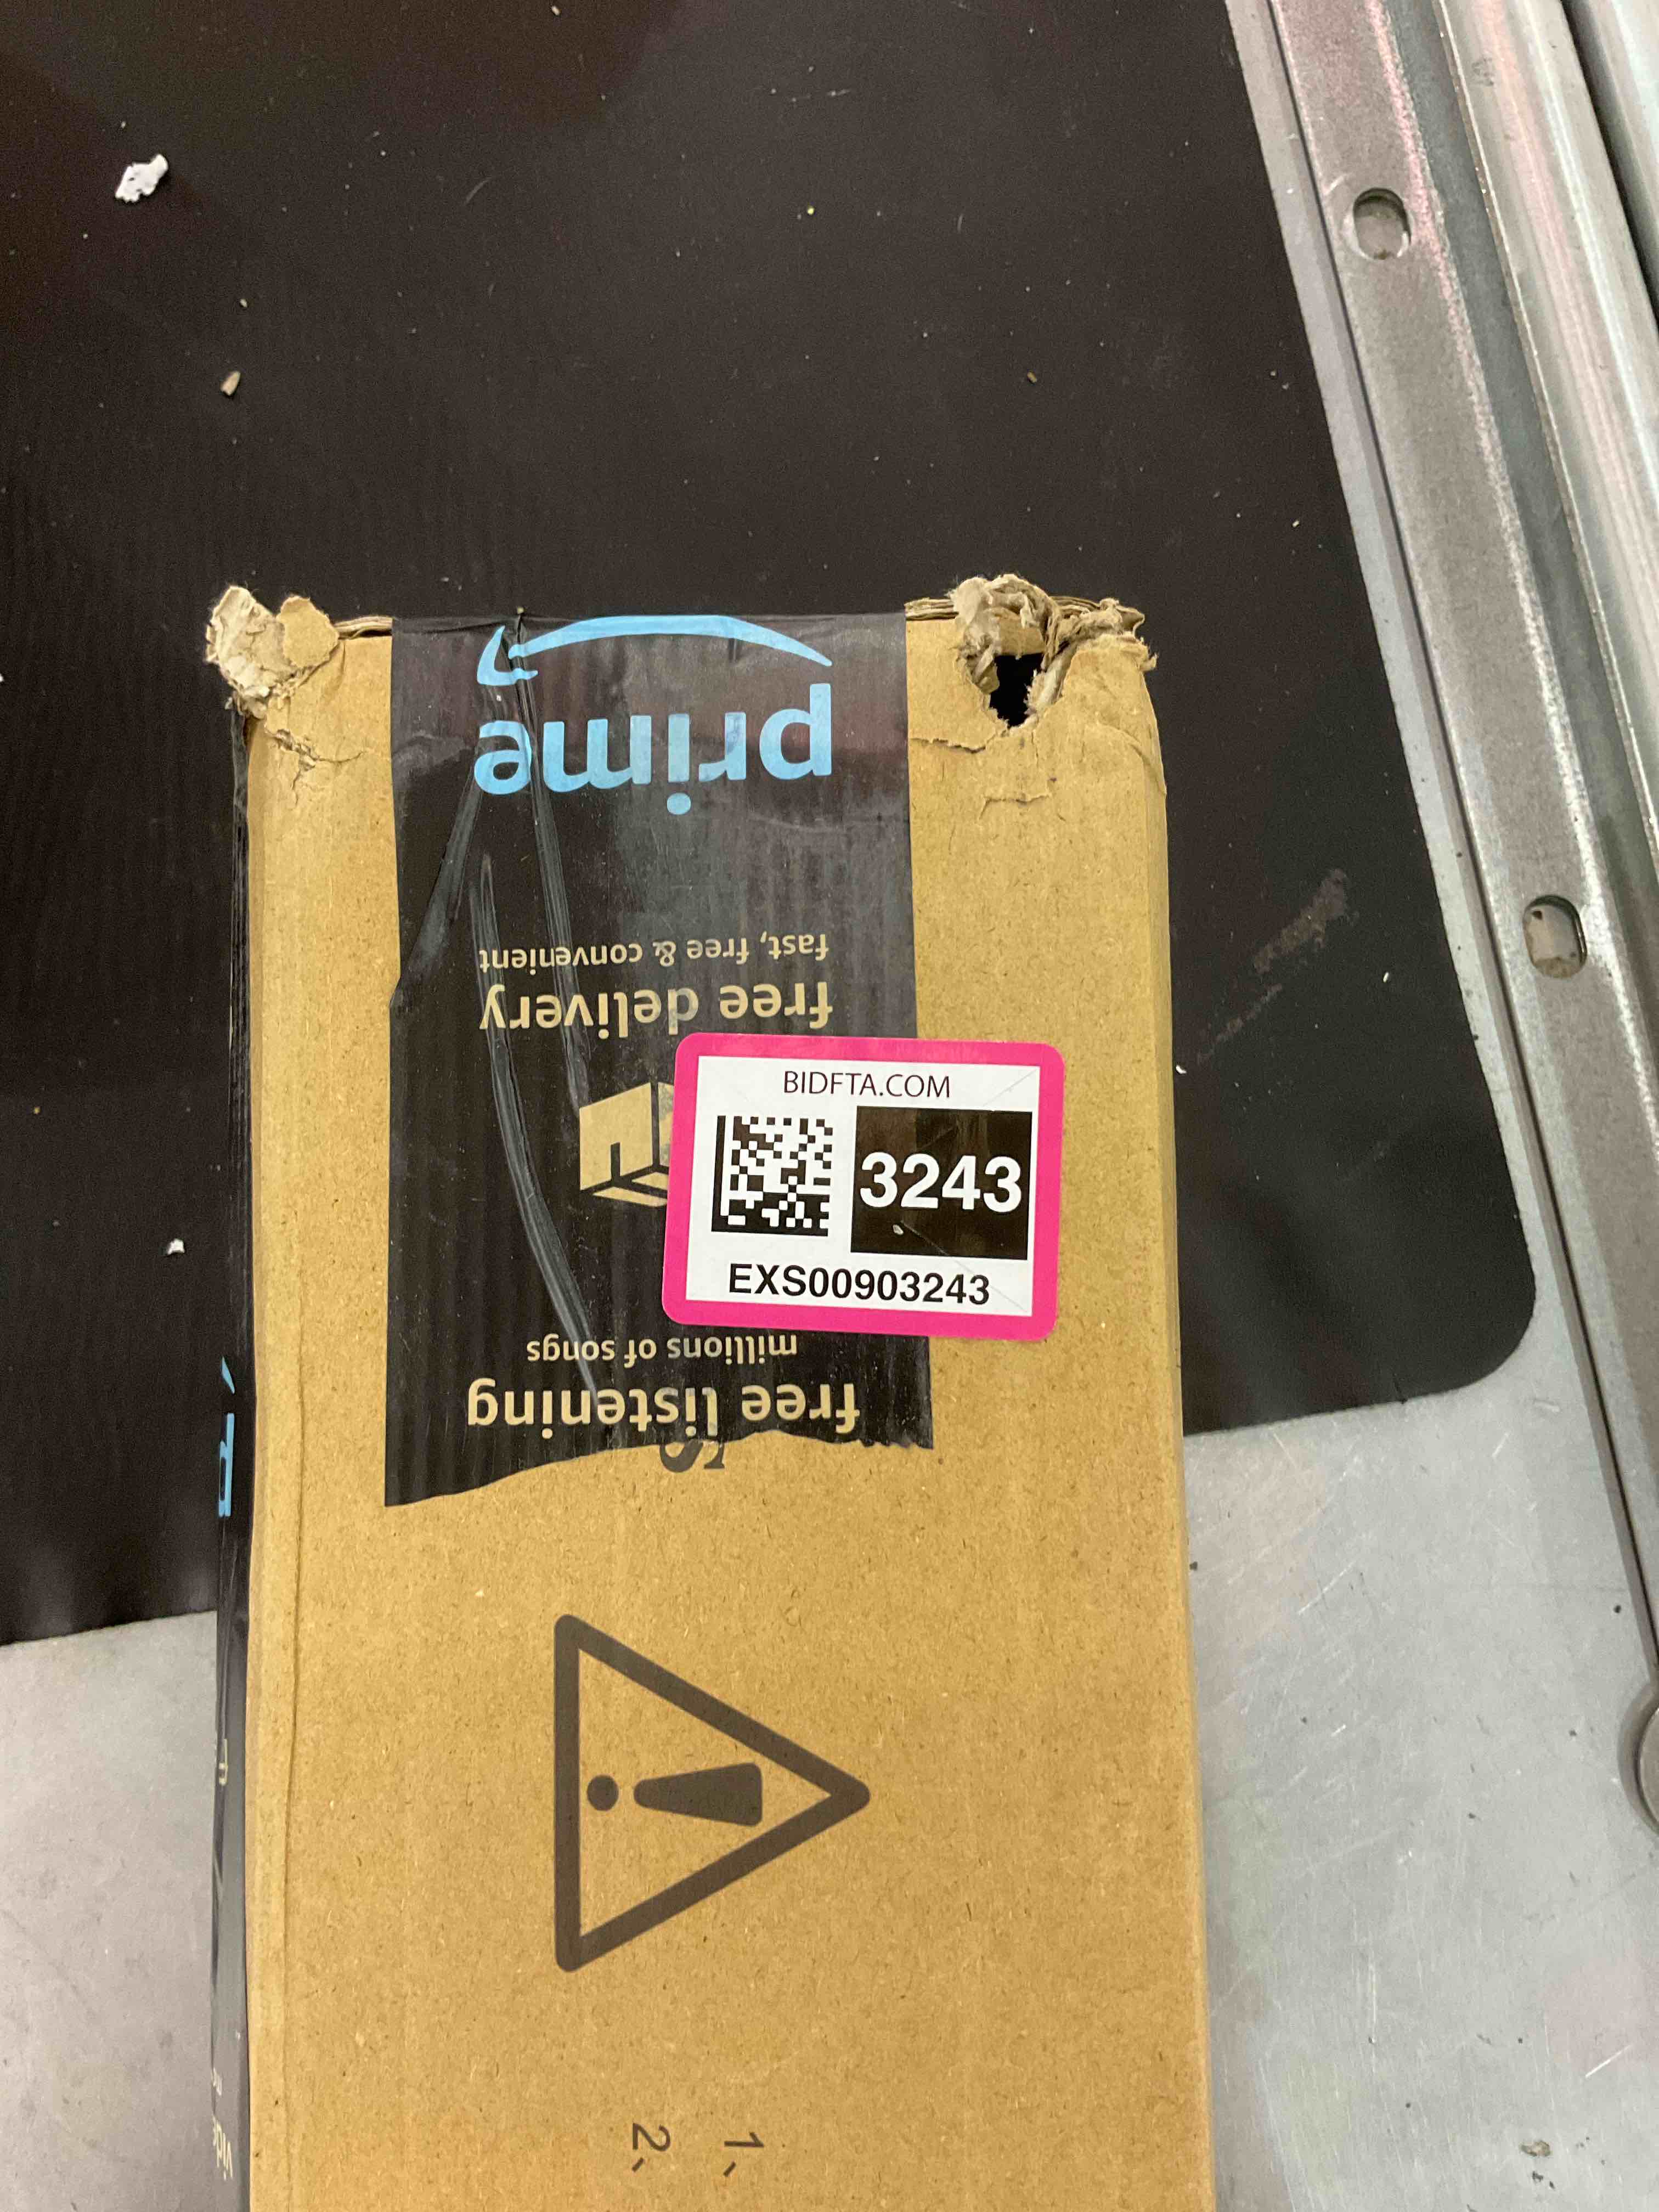 prime
fast, free & convenient
free delivery
BIDFTA.COM
3243
EXS00903243
millions of songs
free listening
S
1、
2、